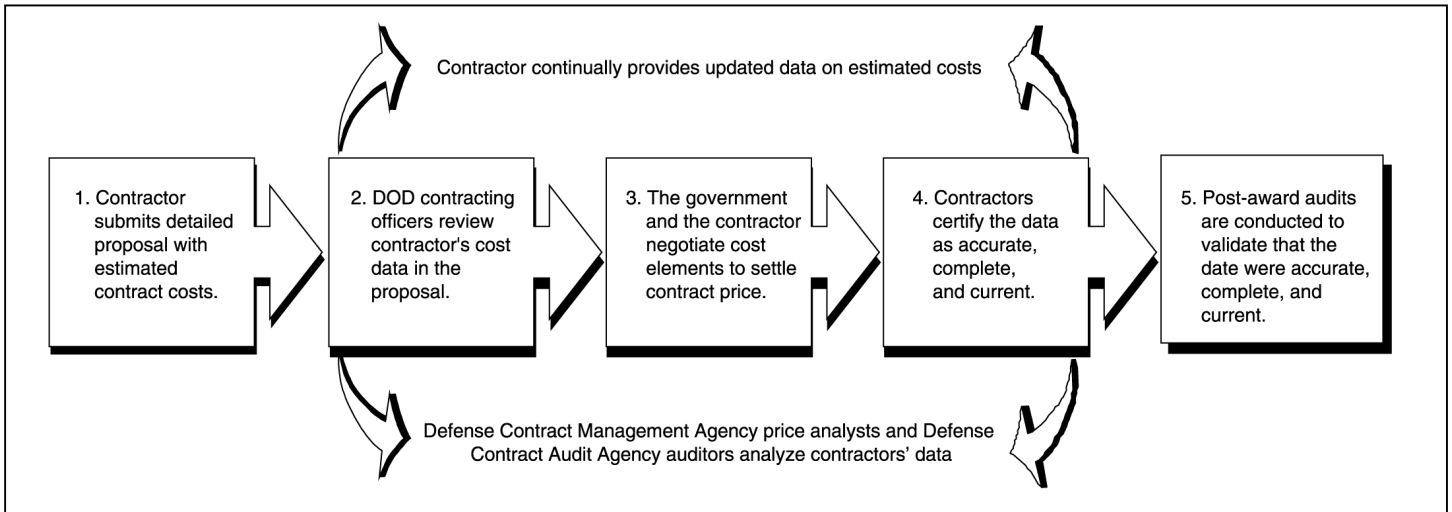 Contractor continually provides updated data on estimated costs
1. Contractor
submits detailed
proposal with
estimated
contract costs.
2. DOD contracting
officers review
contractor's cost
data in the
proposal.
3. The government
and the contractor
negotiate cost
elements to settle
contract price.
4. Contractors
certify the data
as accurate,
complete,
and current.
5. Post-award audits
are conducted to
validate that the
date were accurate,
complete, and
current.
Defense Contract Management Agency price analysts and Defense
Contract Audit Agency auditors analyze contractors’ data